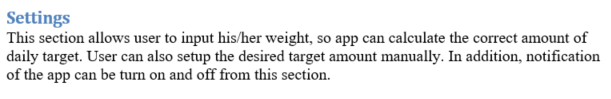 Settings
This section allows user to input his/her weight, so app can calculate the correct amount of
daily target. User can also setup the desired target amount manually. In addition, notification
of the app can be turn on and off from this section.